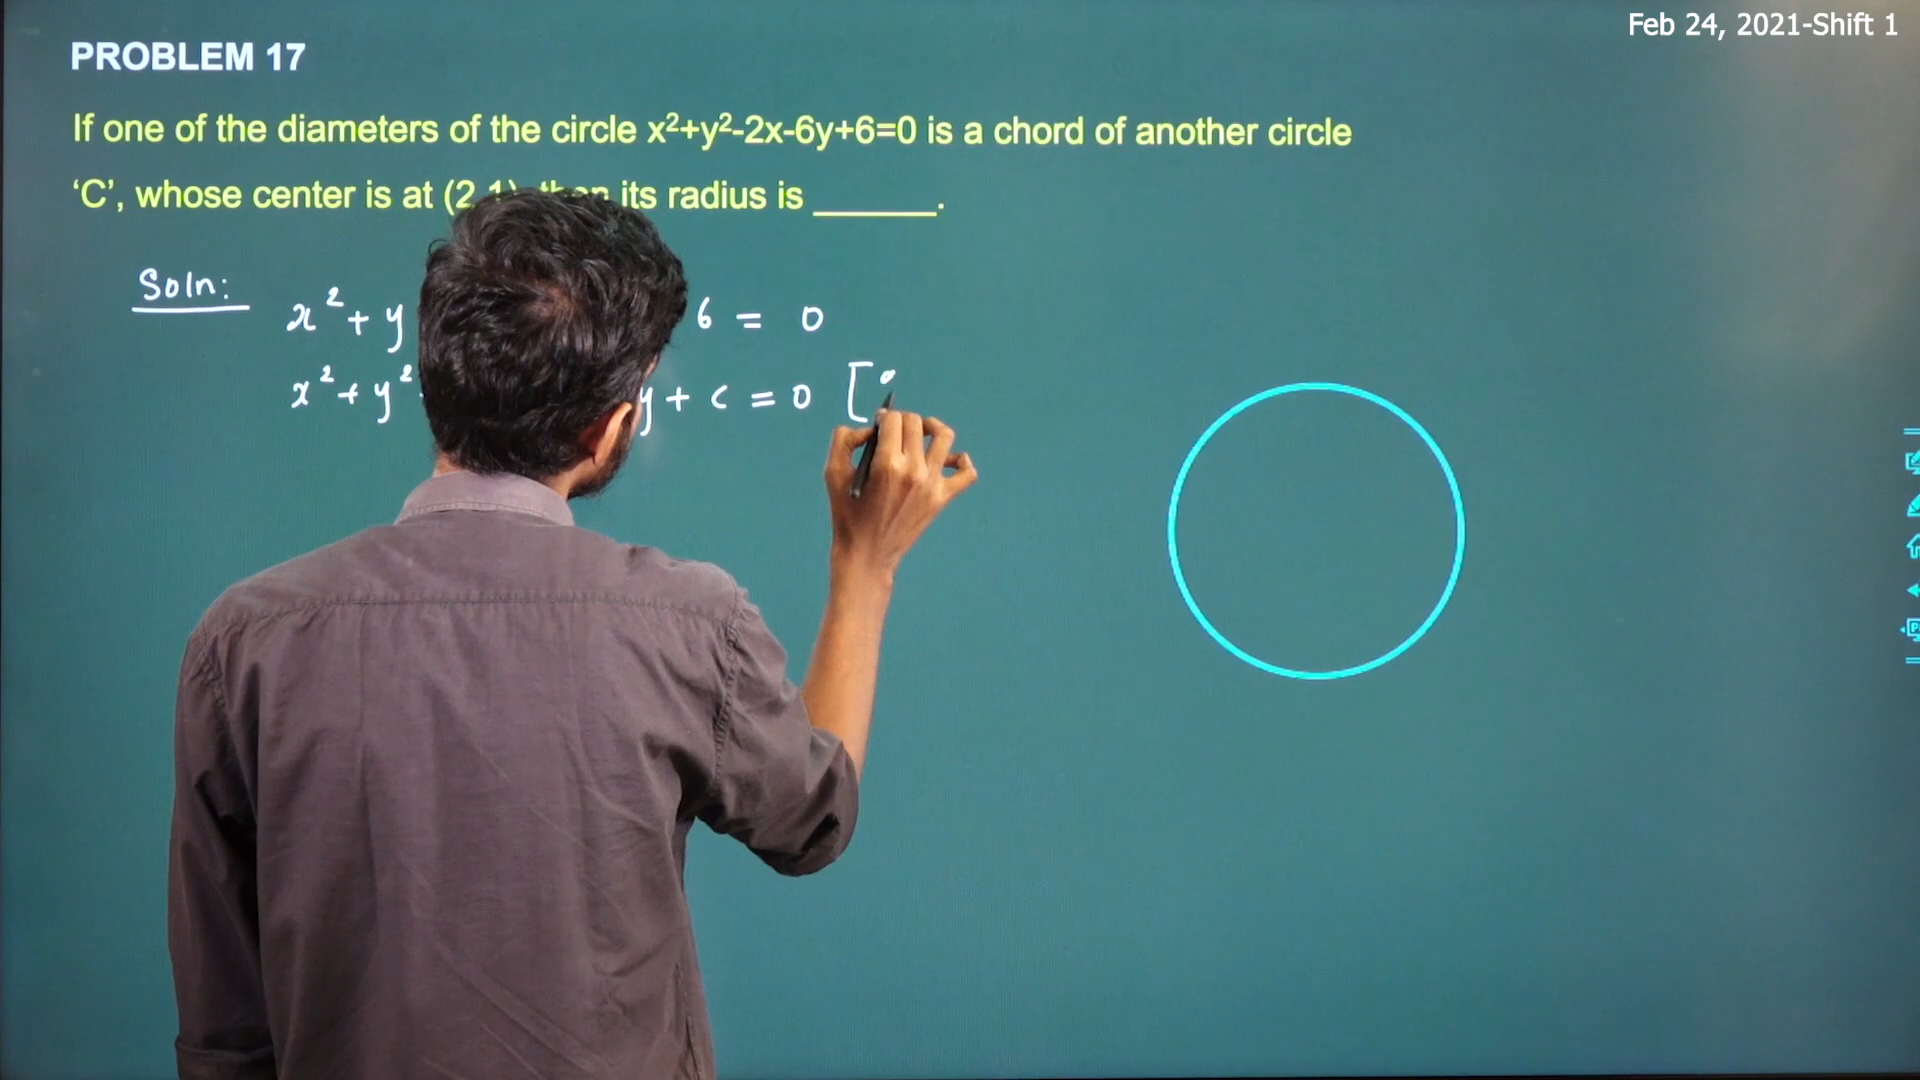 Feb 24, 2021-Shift 1
PROBLEM 17
If one of the diameters of the circle x²+y²-2x-6y+6=0 is a chord of another circle
‘C’, whose center is at (2,1), then its radius is ______.
Soln:
x² + y 6 = 0
x² + y² y + c = 0 [